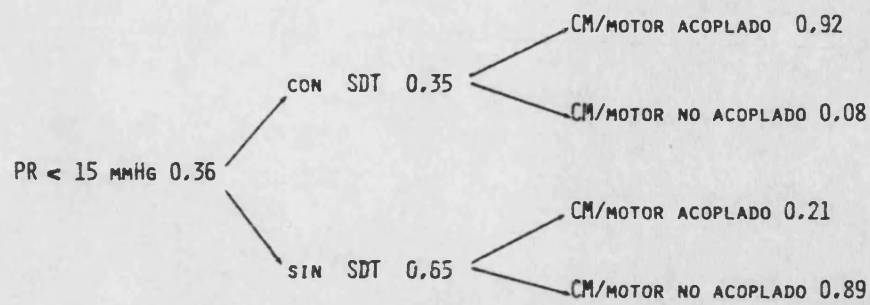 CM/MOTOR ACOPLADO 0,92
CON SDT 0,35
CM/MOTOR NO ACOPLADO 0,08
PR < 15 MMHG 0,36
CM/MOTOR ACOPLADO 0,21
SIN SDT 0,65
CM/MOTOR NO ACOPLADO 0,89